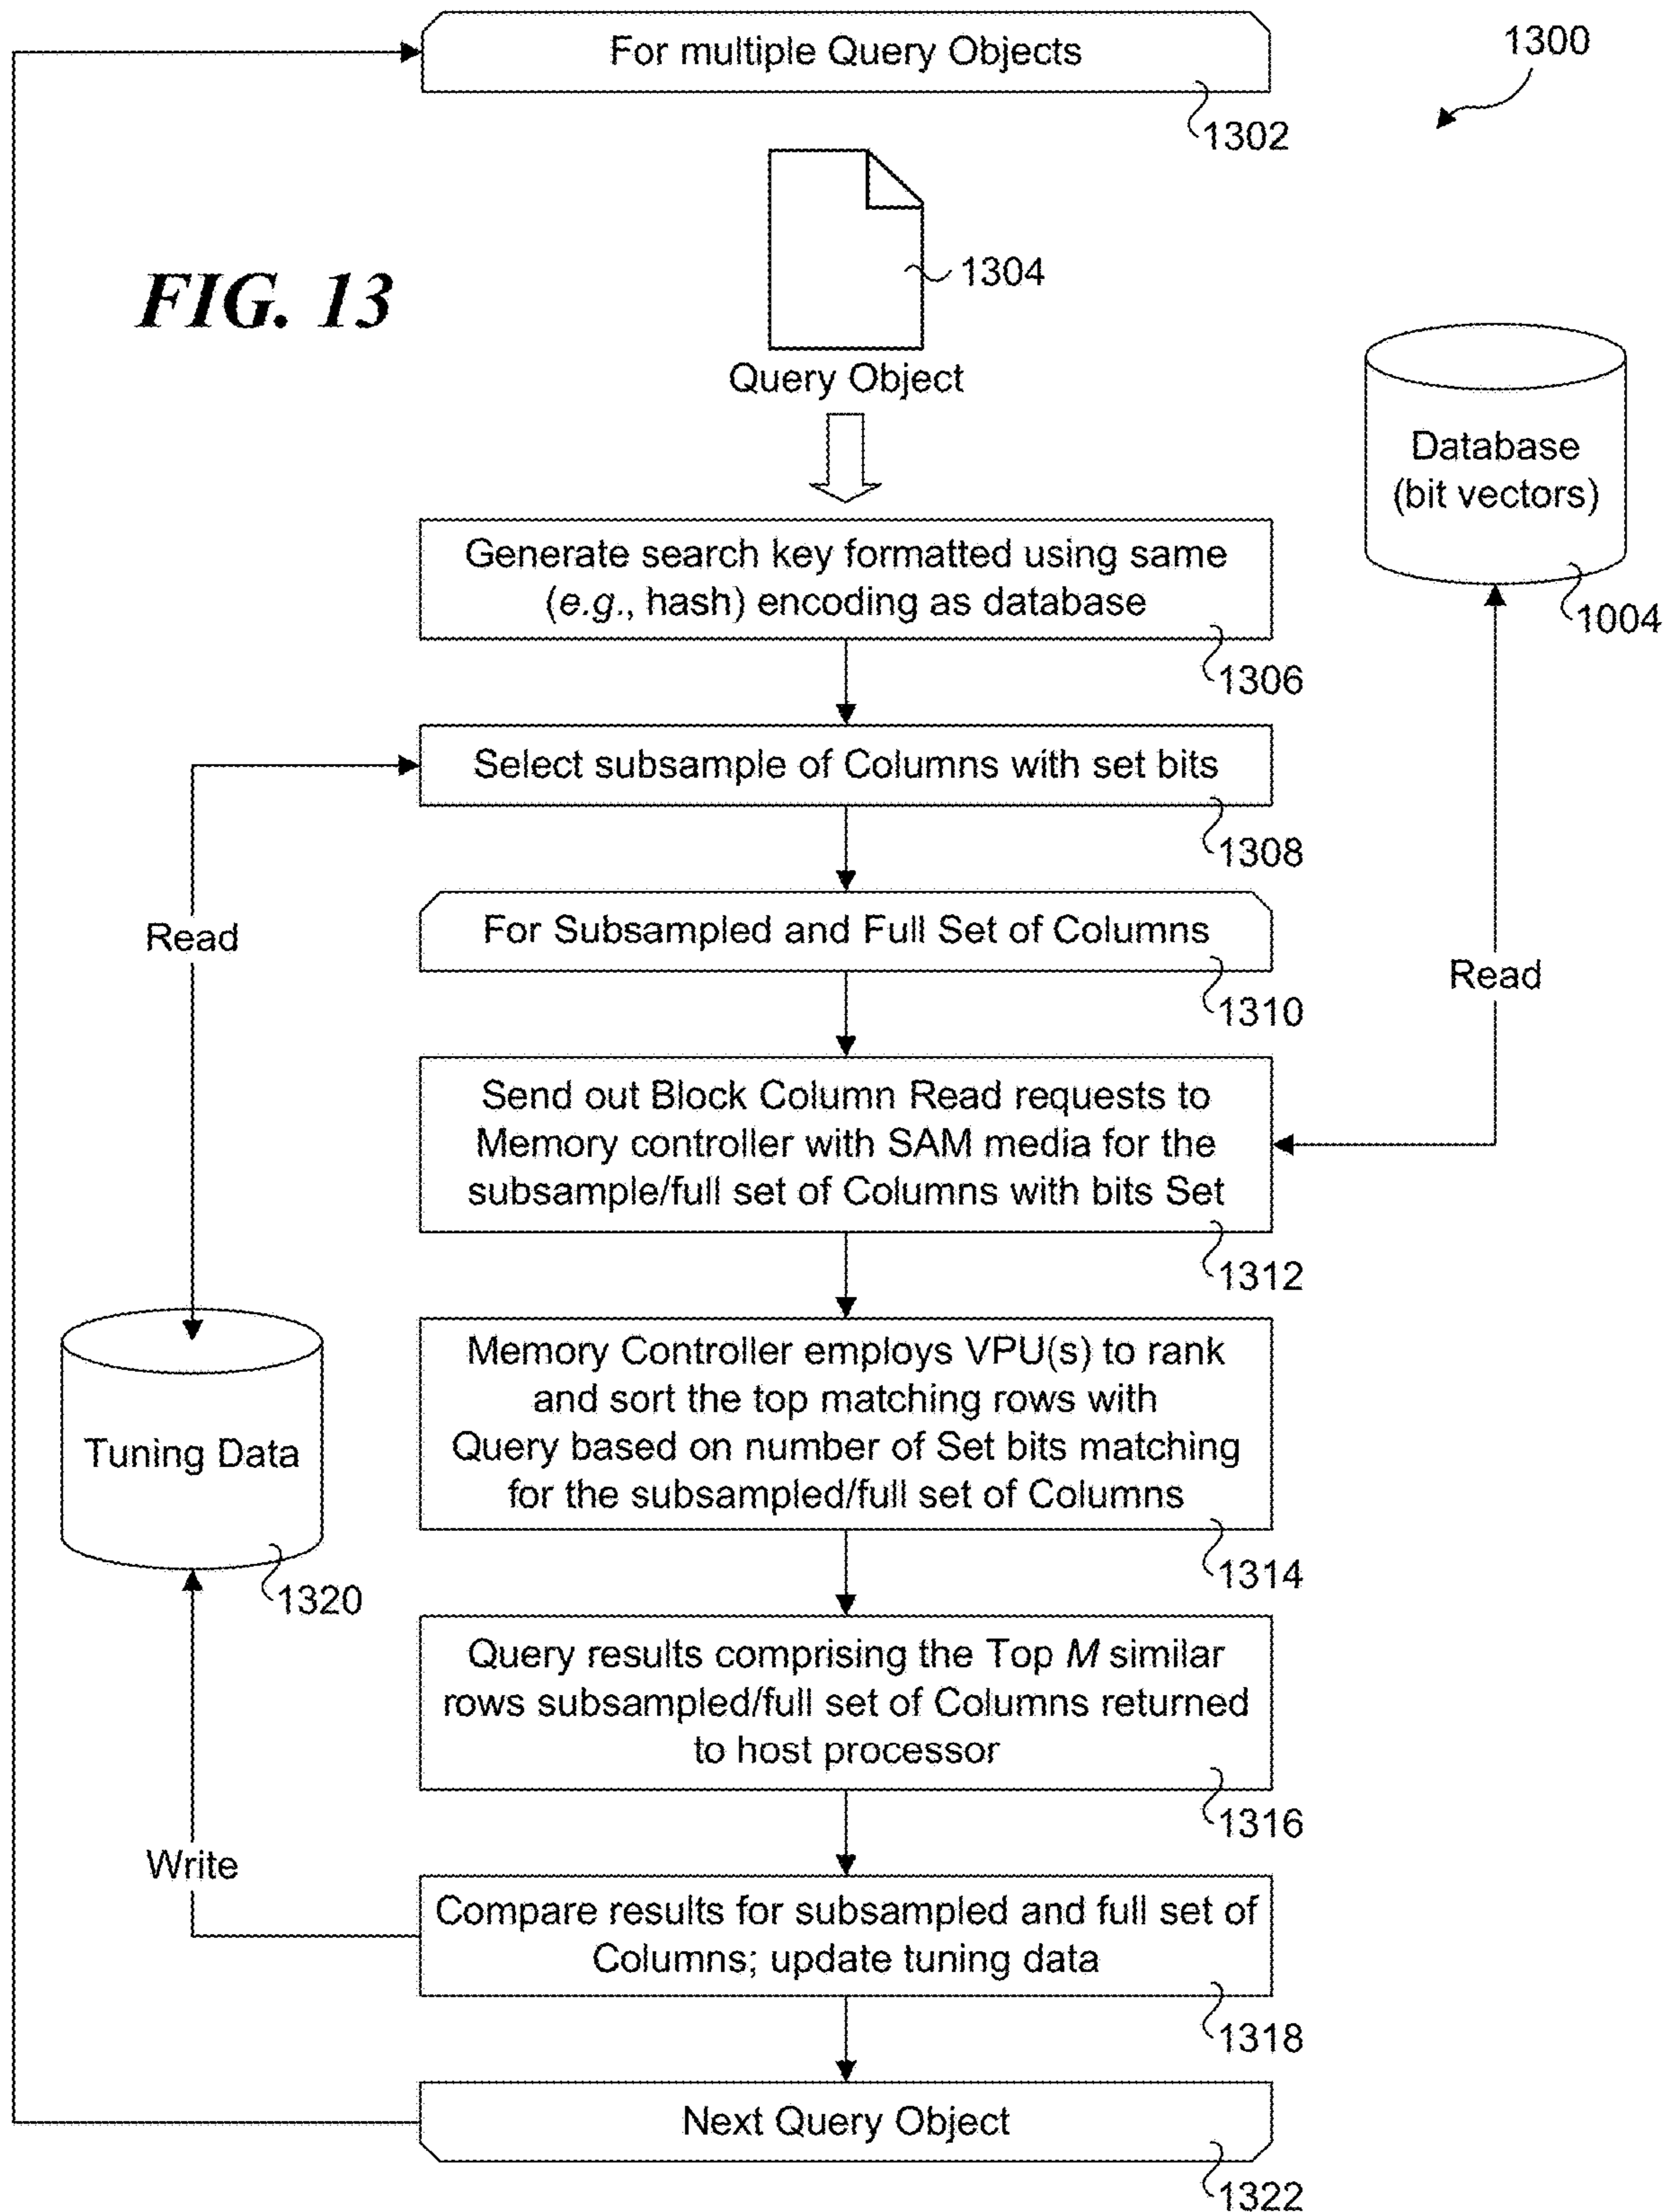 For multiple Query Objects
1300
1302
1304
FIG. 13
Query Object
Database
(bit vectors)
1004
Generate search key formatted using same
(e.g., hash) encoding as database
1306
Select subsample of Columns with set bits
1308
Read
For Subsampled and Full Set of Columns
1310
Read
Send out Block Column Read requests to
Memory controller with SAM media for the
subsample/full set of Columns with bits Set
1312
Memory Controller employs VPU(s) to rank
and sort the top matching rows with
Query based on number of Set bits matching
for the subsampled/full set of Columns
1314
Tuning Data
1320
Query results comprising the Top M similar
rows subsampled/full set of Columns returned
to host processor
1316
Write
Compare results for subsampled and full set of
Columns; update tuning data
1318
Next Query Object
1322